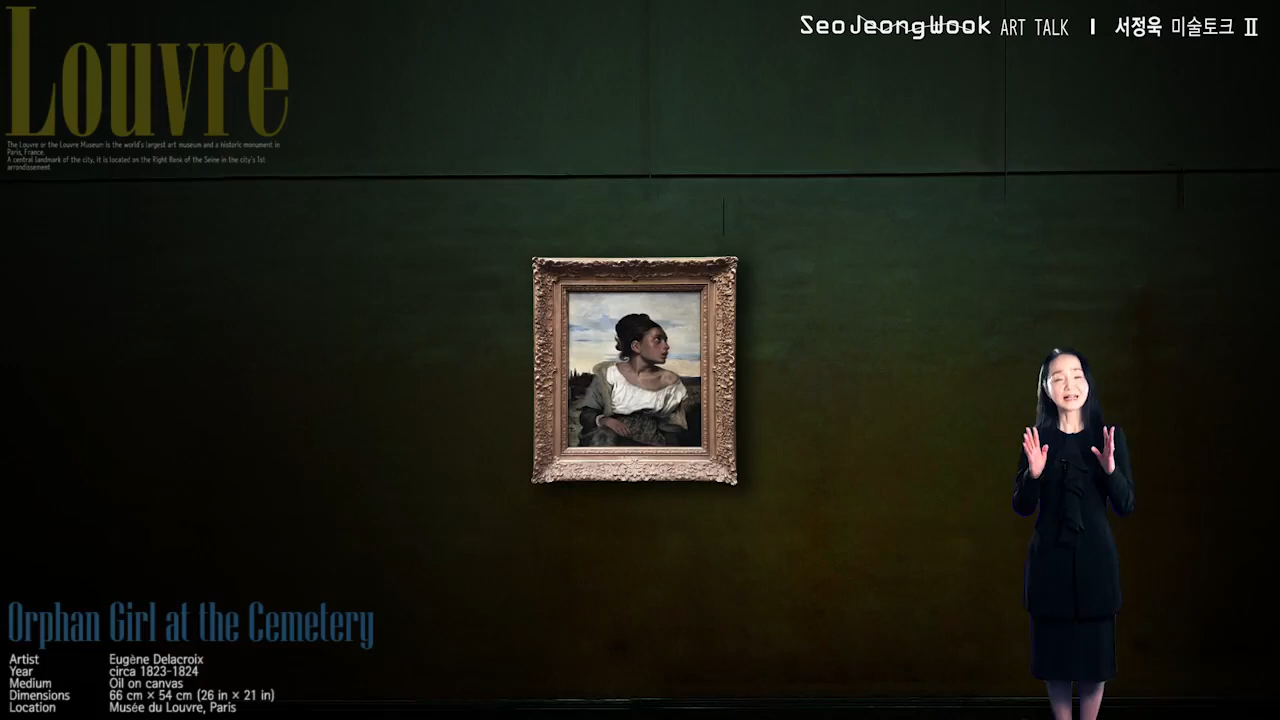 Louvre
The Louvre or the Louvre Museum is the world's largest art museum and a historic monument in
Paris, France.
A central landmark of the city, it is located on the Right Bank of the Seine in the city's 1st
arrondissement
SeoJeongWook ART TALK I 서정욱 미술토크 II
Orphan Girl at the Cemetery
Artist Eugène Delacroix
Year circa 1823-1824
Medium Oil on canvas
Dimensions 66 cm × 54 cm (26 in × 21 in)
Location Musée du Louvre, Paris